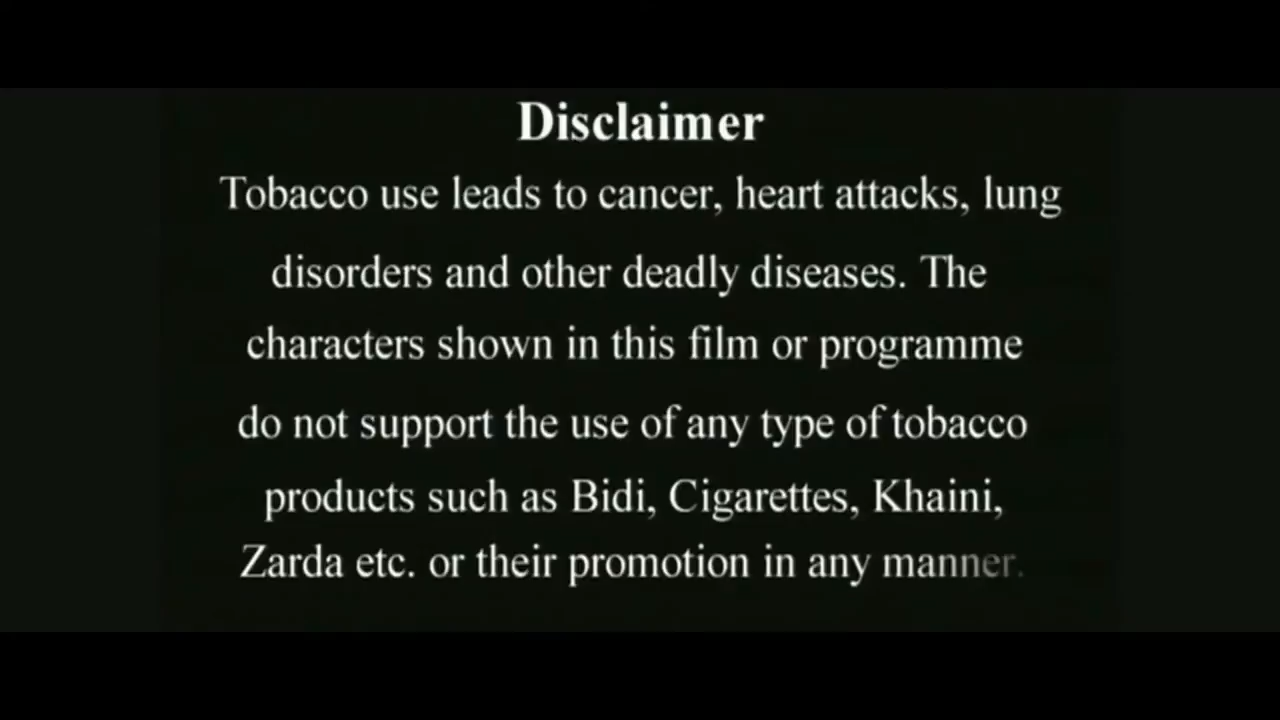 Disclaimer
Tobacco use leads to cancer, heart attacks, lung
disorders and other deadly diseases. The
characters shown in this film or programme
do not support the use of any type of tobacco
products such as Bidi, Cigarettes, Khaini,
Zarda etc. or their promotion in any manner.